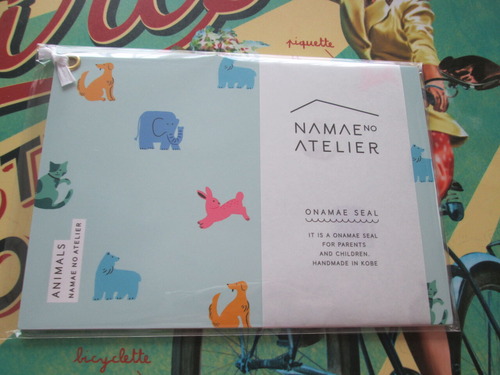 piquette
NAMAE NO
ATELIER
ONAMAE SEAL
IT IS A ONAMAE SEAL
FOR PARENTS
AND CHILDREN.
HANDMADE IN KOBE
ANIMALS
NAMAE NO ATELIER
bicyclette